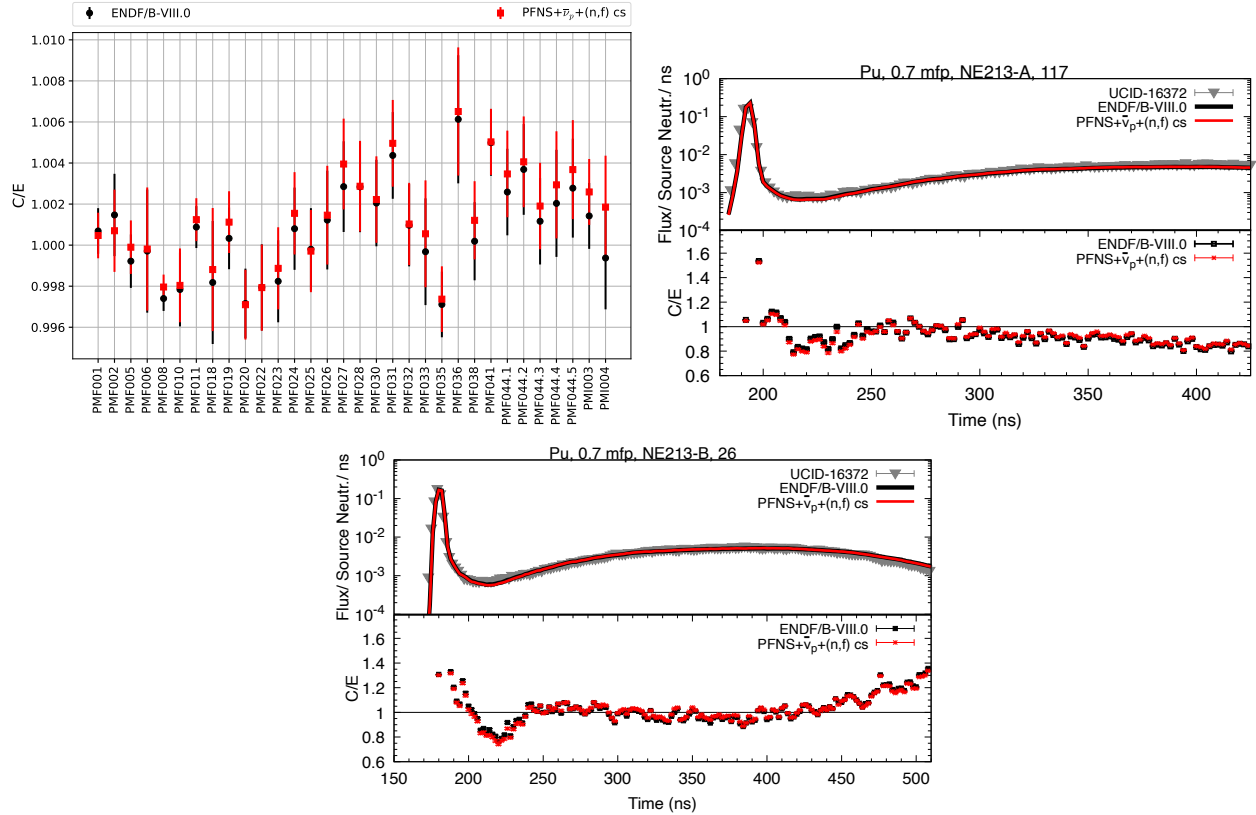 ENDF/B-VIII.0
PFNS+ν̄ₚ+(n,f) cs
C/E
1.010
1.008
1.006
1.004
1.002
1.000
0.998
0.996
PMF001
PMF002
PMF005
PMF006
PMF008
PMF010
PMF011
PMF018
PMF019
PMF020
PMF022
PMF023
PMF024
PMF025
PMF026
PMF027
PMF028
PMF030
PMF031
PMF032
PMF033
PMF035
PMF036
PMF038
PMF041
PMF044.1
PMF044.2
PMF044.3
PMF044.4
PMF044.5
PMI003
PMI004
Pu, 0.7 mfp, NE213-A, 117
Flux/ Source Neutr./ ns
10⁰
10⁻¹
10⁻²
10⁻³
10⁻⁴
UCID-16372
ENDF/B-VIII.0
PFNS+ν̄ₚ+(n,f) cs
C/E
1.6
1.4
1.2
1
0.8
0.6
ENDF/B-VIII.0
PFNS+ν̄ₚ+(n,f) cs
200 250 300 350 400
Time (ns)
Pu, 0.7 mfp, NE213-B, 26
Flux/ Source Neutr./ ns
10⁰
10⁻¹
10⁻²
10⁻³
10⁻⁴
UCID-16372
ENDF/B-VIII.0
PFNS+ν̄ₚ+(n,f) cs
C/E
1.6
1.4
1.2
1
0.8
0.6
ENDF/B-VIII.0
PFNS+ν̄ₚ+(n,f) cs
150 200 250 300 350 400 450 500
Time (ns)